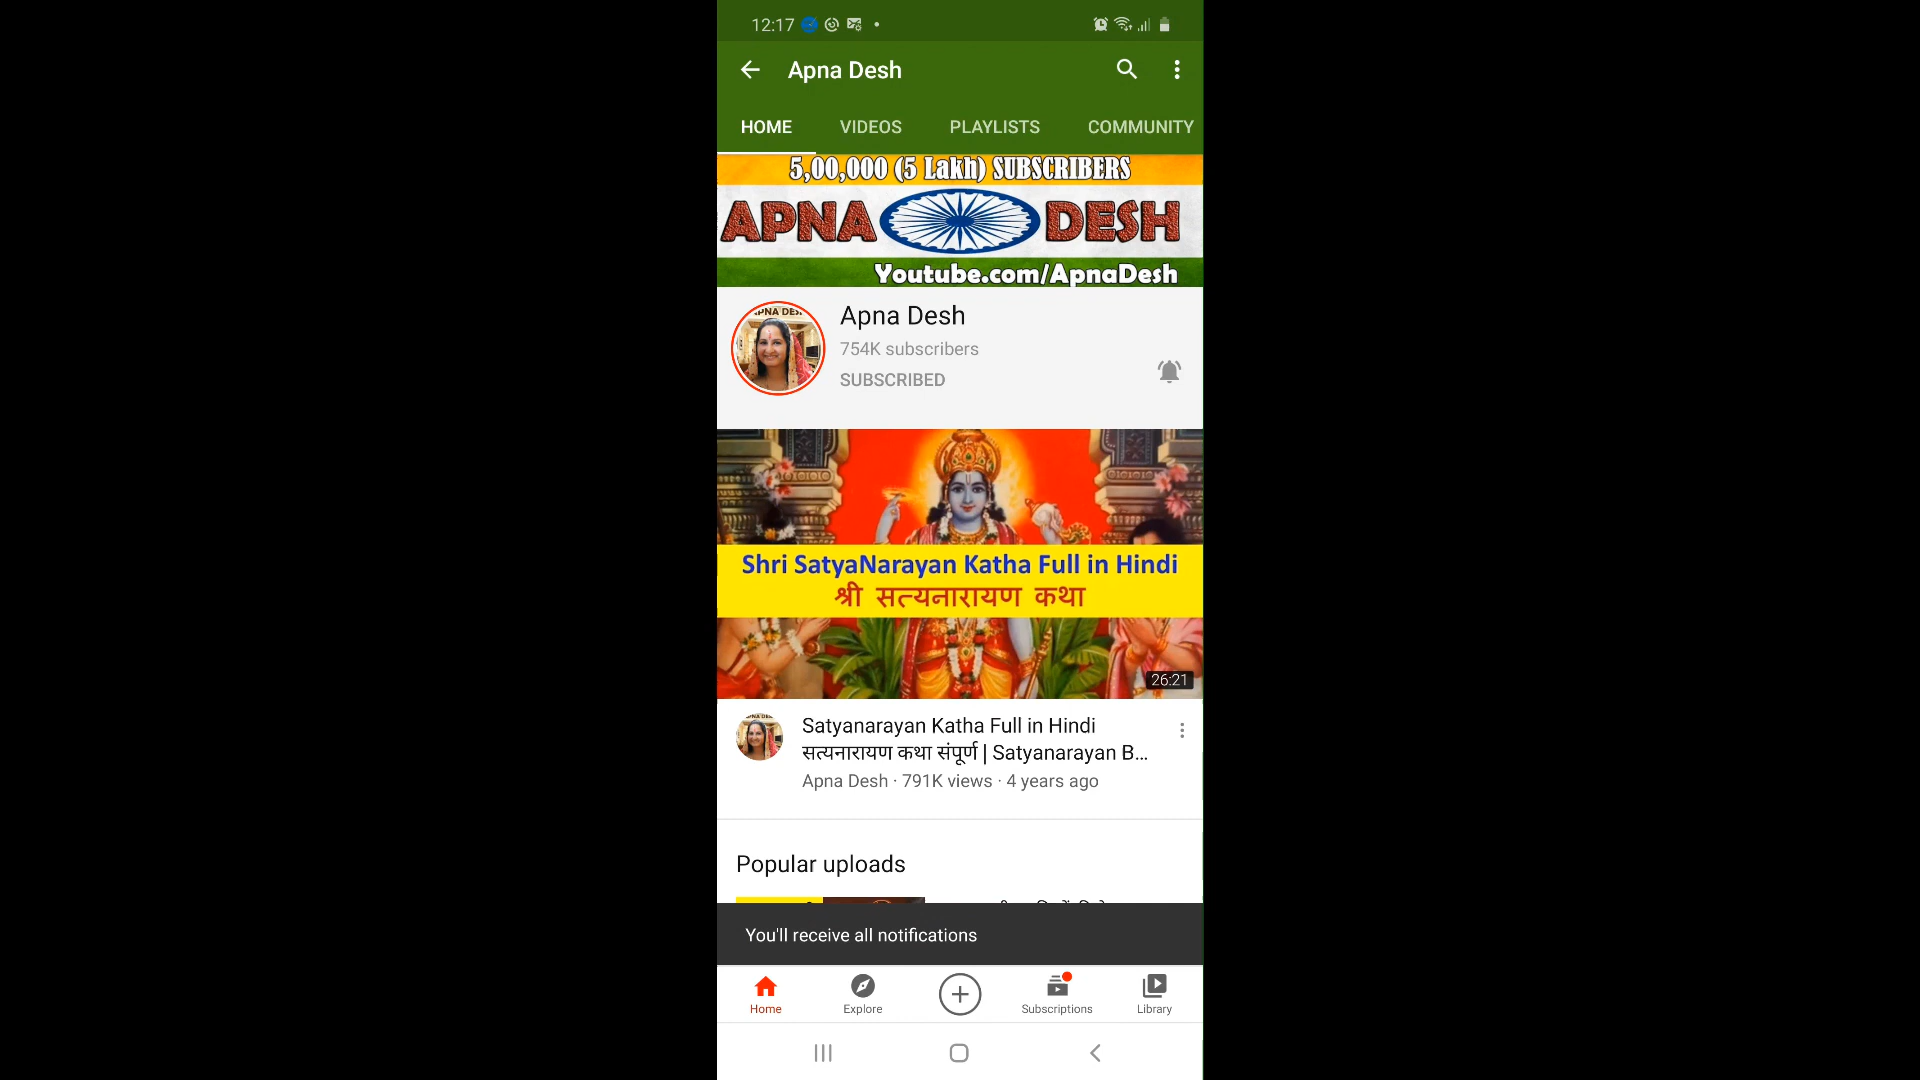 12:17
Apna Desh
HOME VIDEOS PLAYLISTS COMMUNITY
5,00,000 (5 Lakh) SUBSCRIBERS
APNA DESH
Youtube.com/ApnaDesh
Apna Desh
754K subscribers
SUBSCRIBED
Shri SatyaNarayan Katha Full in Hindi
श्री सत्यनारायण कथा
26:21
Satyanarayan Katha Full in Hindi
सत्यनारायण कथा संपूर्ण | Satyanarayan B...
Apna Desh · 791K views · 4 years ago
Popular uploads
You'll receive all notifications
Home Explore Subscriptions Library